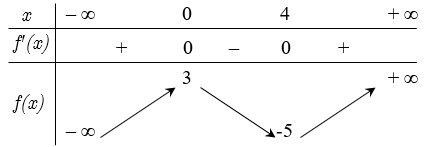 x −∞ 0 4 +∞
f'(x) + 0 − 0 +
3 +∞
f(x)
−∞ -5